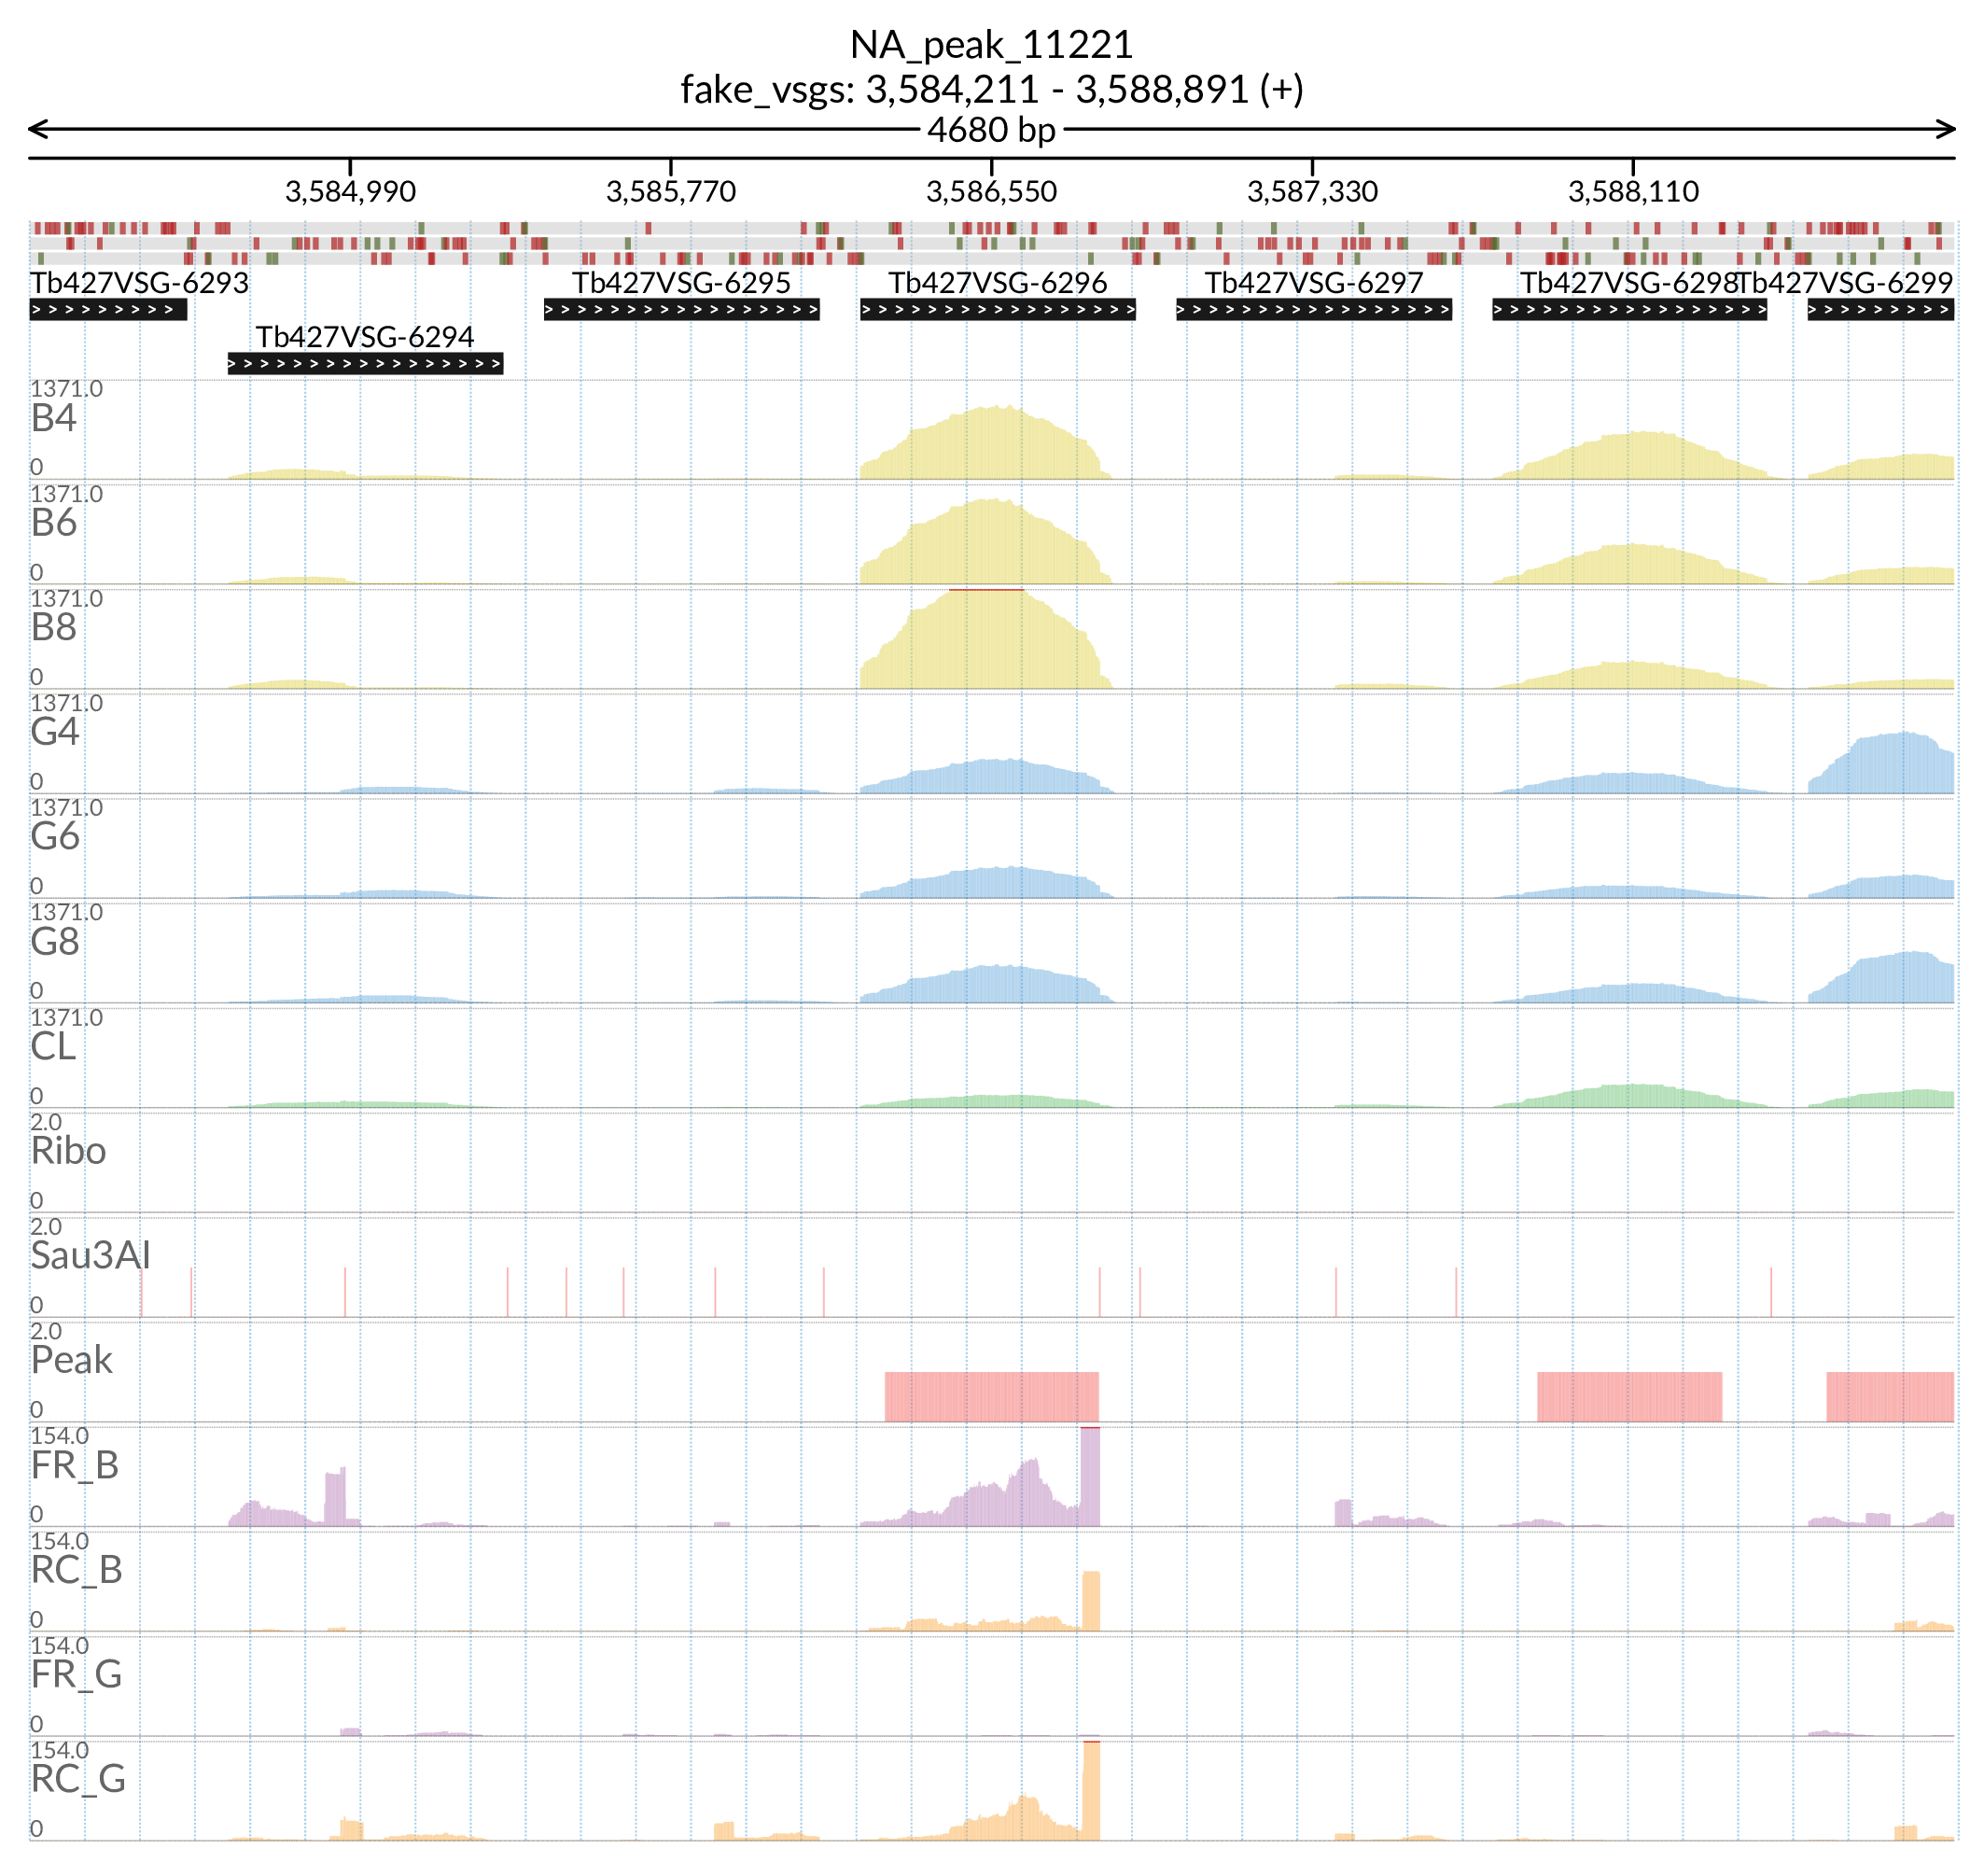 NA_peak_11221
fake_vsgs: 3,584,211 - 3,588,891 (+)
4680 bp
3,584,990 3,585,770 3,586,550 3,587,330 3,588,110
Tb427VSG-6293 Tb427VSG-6295 Tb427VSG-6296 Tb427VSG-6297 Tb427VSG-6298 Tb427VSG-6299
Tb427VSG-6294
1371.0
B4
0
1371.0
B6
0
1371.0
B8
0
1371.0
G4
0
1371.0
G6
0
1371.0
G8
0
1371.0
CL
0
2.0
Ribo
0
2.0
Sau3AI
0
2.0
Peak
0
154.0
FR_B
0
154.0
RC_B
0
154.0
FR_G
0
154.0
RC_G
0